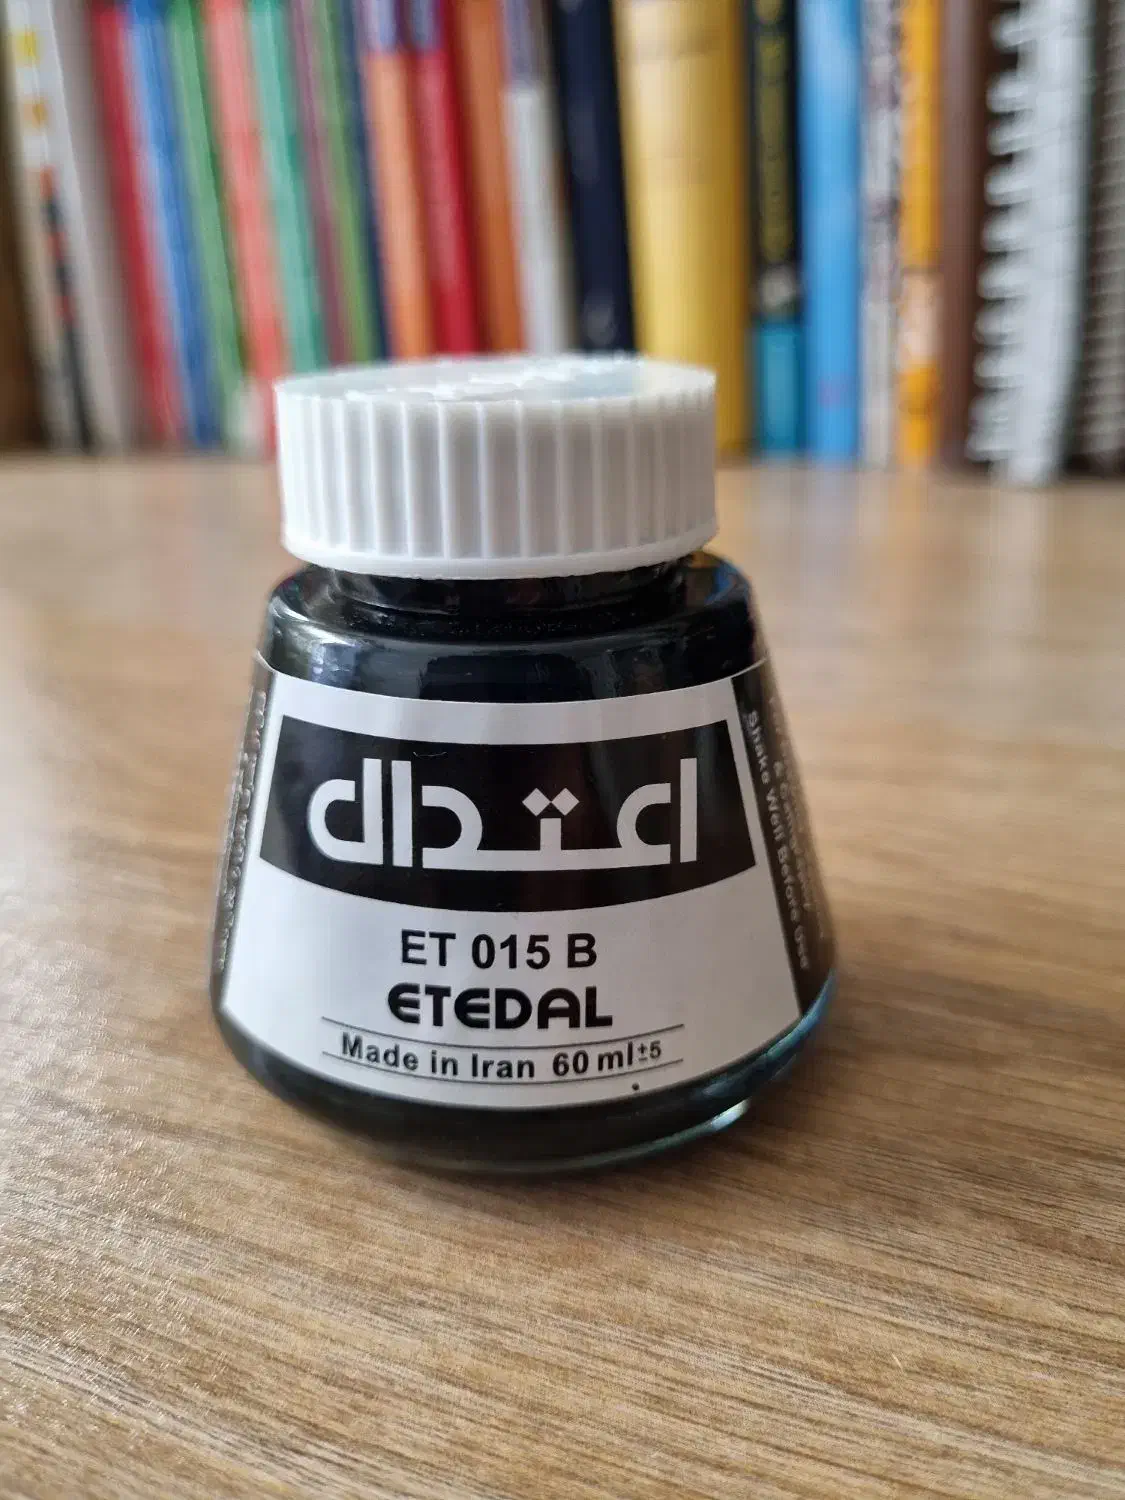 اعتدال
ET 015 B
ETEDAL
Made in Iran 60 ml±5
Shake Well Before Use